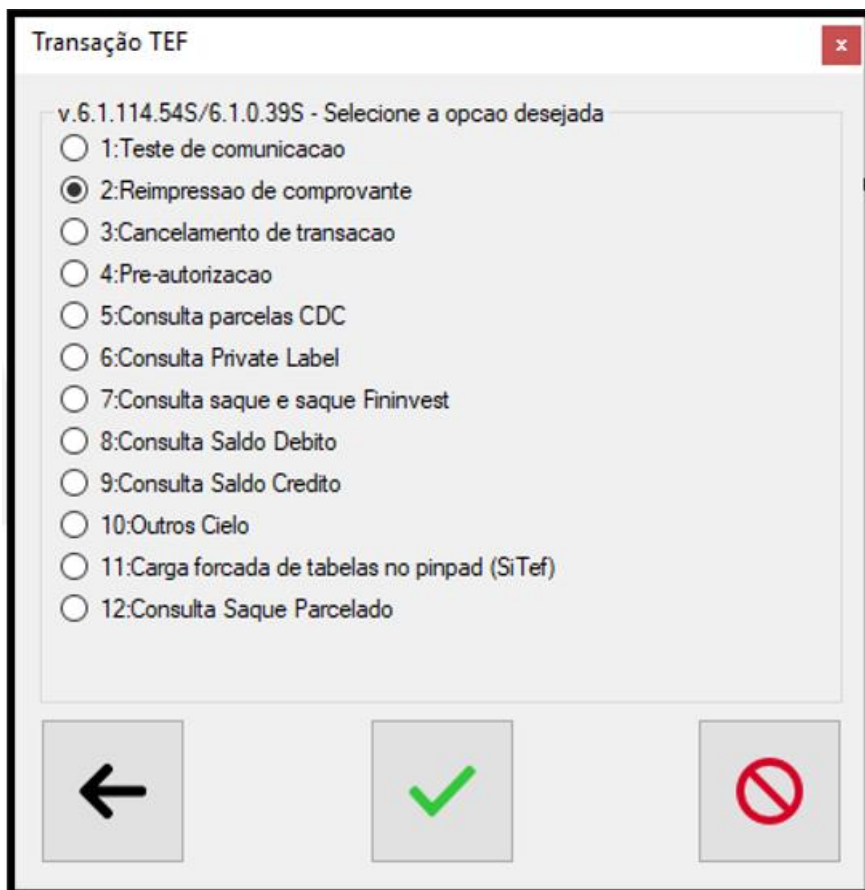 Transação TEF
x
v.6.1.114.54S/6.1.0.39S - Selecione a opcao desejada
1:Teste de comunicacao
2:Reimpressao de comprovante
3:Cancelamento de transacao
4:Pre-autorizacao
5:Consulta parcelas CDC
6:Consulta Private Label
7:Consulta saque e saque Fininvest
8:Consulta Saldo Debito
9:Consulta Saldo Credito
10:Outros Cielo
11:Carga forcada de tabelas no pinpad (SiTef)
12:Consulta Saque Parcelado